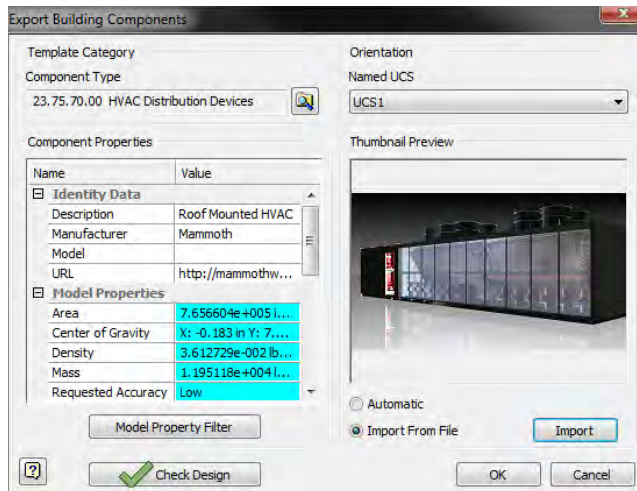 Export Building Components
Template Category
Component Type
23.75.70.00 HVAC Distribution Devices
Component Properties
Name Value
Identity Data
Description Roof Mounted HVAC
Manufacturer Mammoth
Model
URL http://mammothw...
Model Properties
Area 7.656604e+005 i...
Center of Gravity X: -0.183 in Y: 7....
Density 3.612729e-002 lb...
Mass 1.195118e+004 l...
Requested Accuracy Low
Model Property Filter
Check Design
Orientation
Named UCS
UCS1
Thumbnail Preview
Automatic
Import From File
Import
OK
Cancel